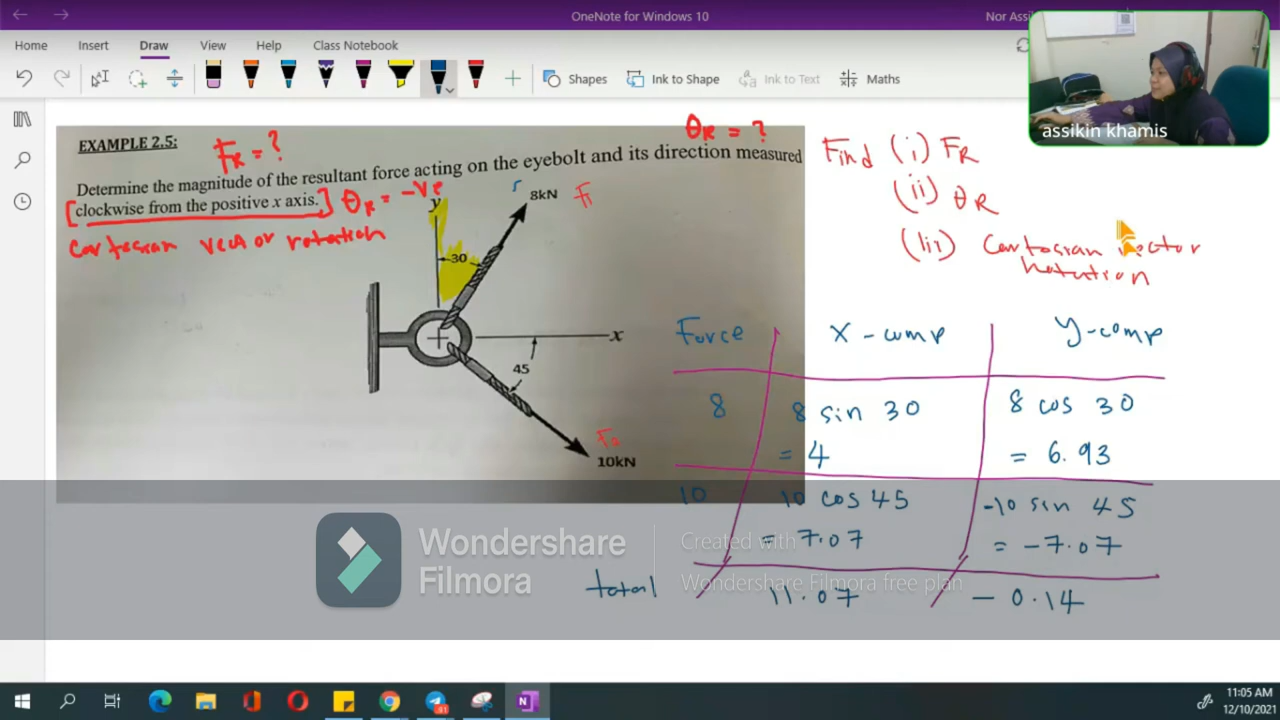 OneNote for Windows 10
Nor Assi
Home Insert Draw View Help Class Notebook
Shapes Ink to Shape Ink to Text Maths
assikin khamis
EXAMPLE 2.5:
FR = ?
θR = ?
Determine the magnitude of the resultant force acting on the eyebolt and its direction measured
[clockwise from the positive x axis.] θR = -ve
y
8kN
30
x
45
10kN
Find (i) FR
(ii) θR
(iii) Cartesian vector
notation
Force X-comp Y-comp
8 8 sin 30 8 cos 30
= 4 = 6.93
10 10 cos 45 -10 sin 45
= 7.07 = -7.07
total 11.07 - 0.14
Wondershare
Filmora
Created with
Wondershare Filmora free plan
11:05 AM
12/10/2021